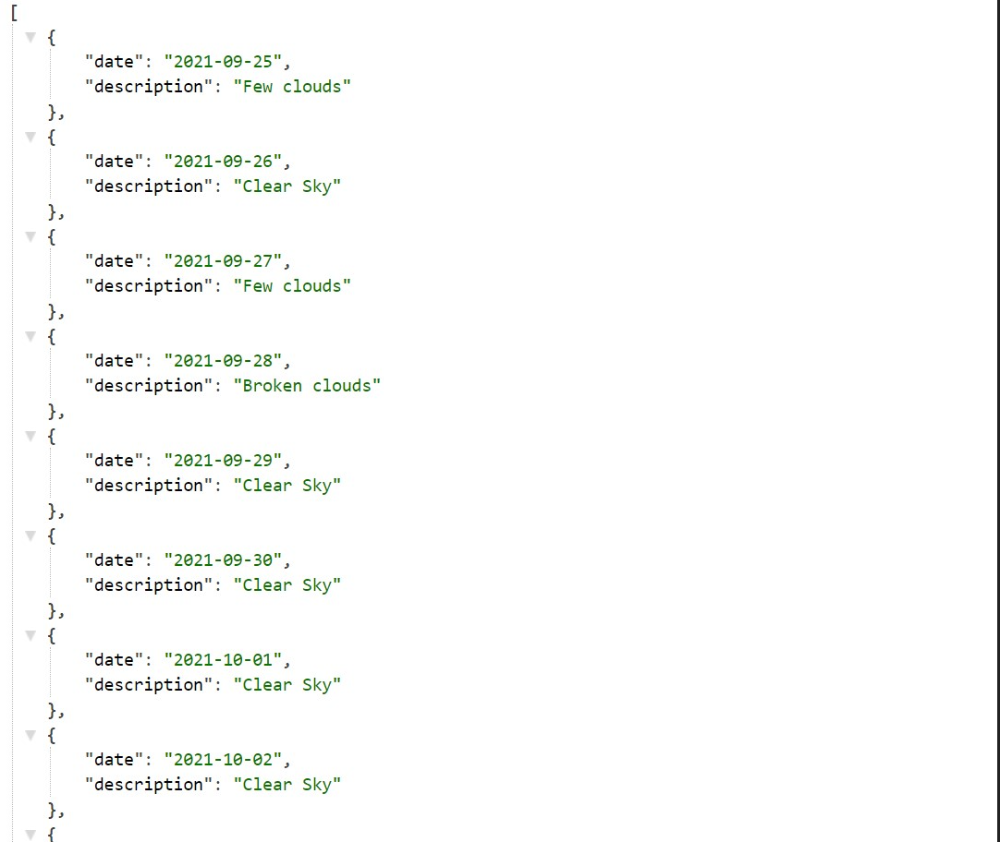 [
{
"date": "2021-09-25",
"description": "Few clouds"
},
{
"date": "2021-09-26",
"description": "Clear Sky"
},
{
"date": "2021-09-27",
"description": "Few clouds"
},
{
"date": "2021-09-28",
"description": "Broken clouds"
},
{
"date": "2021-09-29",
"description": "Clear Sky"
},
{
"date": "2021-09-30",
"description": "Clear Sky"
},
{
"date": "2021-10-01",
"description": "Clear Sky"
},
{
"date": "2021-10-02",
"description": "Clear Sky"
},
{